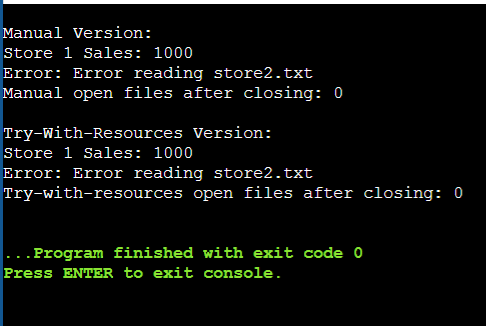 Manual Version:
Store 1 Sales: 1000
Error: Error reading store2.txt
Manual open files after closing: 0
Try-With-Resources Version:
Store 1 Sales: 1000
Error: Error reading store2.txt
Try-with-resources open files after closing: 0
...Program finished with exit code 0
Press ENTER to exit console.